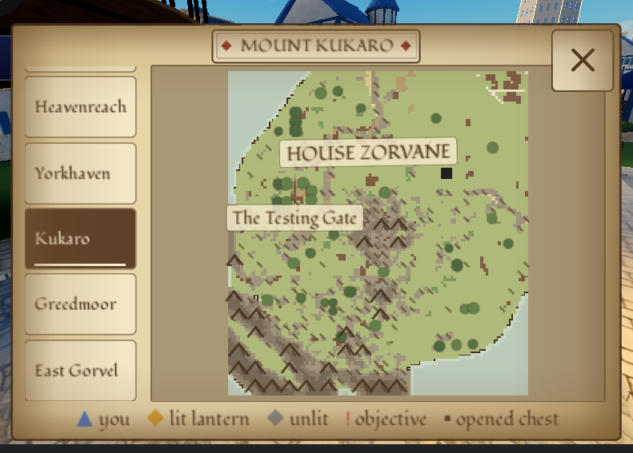 MOUNT KUKARO
Heavenreach
Yorkhaven
Kukaro
Greedmoor
East Gorvel
HOUSE ZORVANE
The Testing Gate
you lit lantern unlit ! objective opened chest